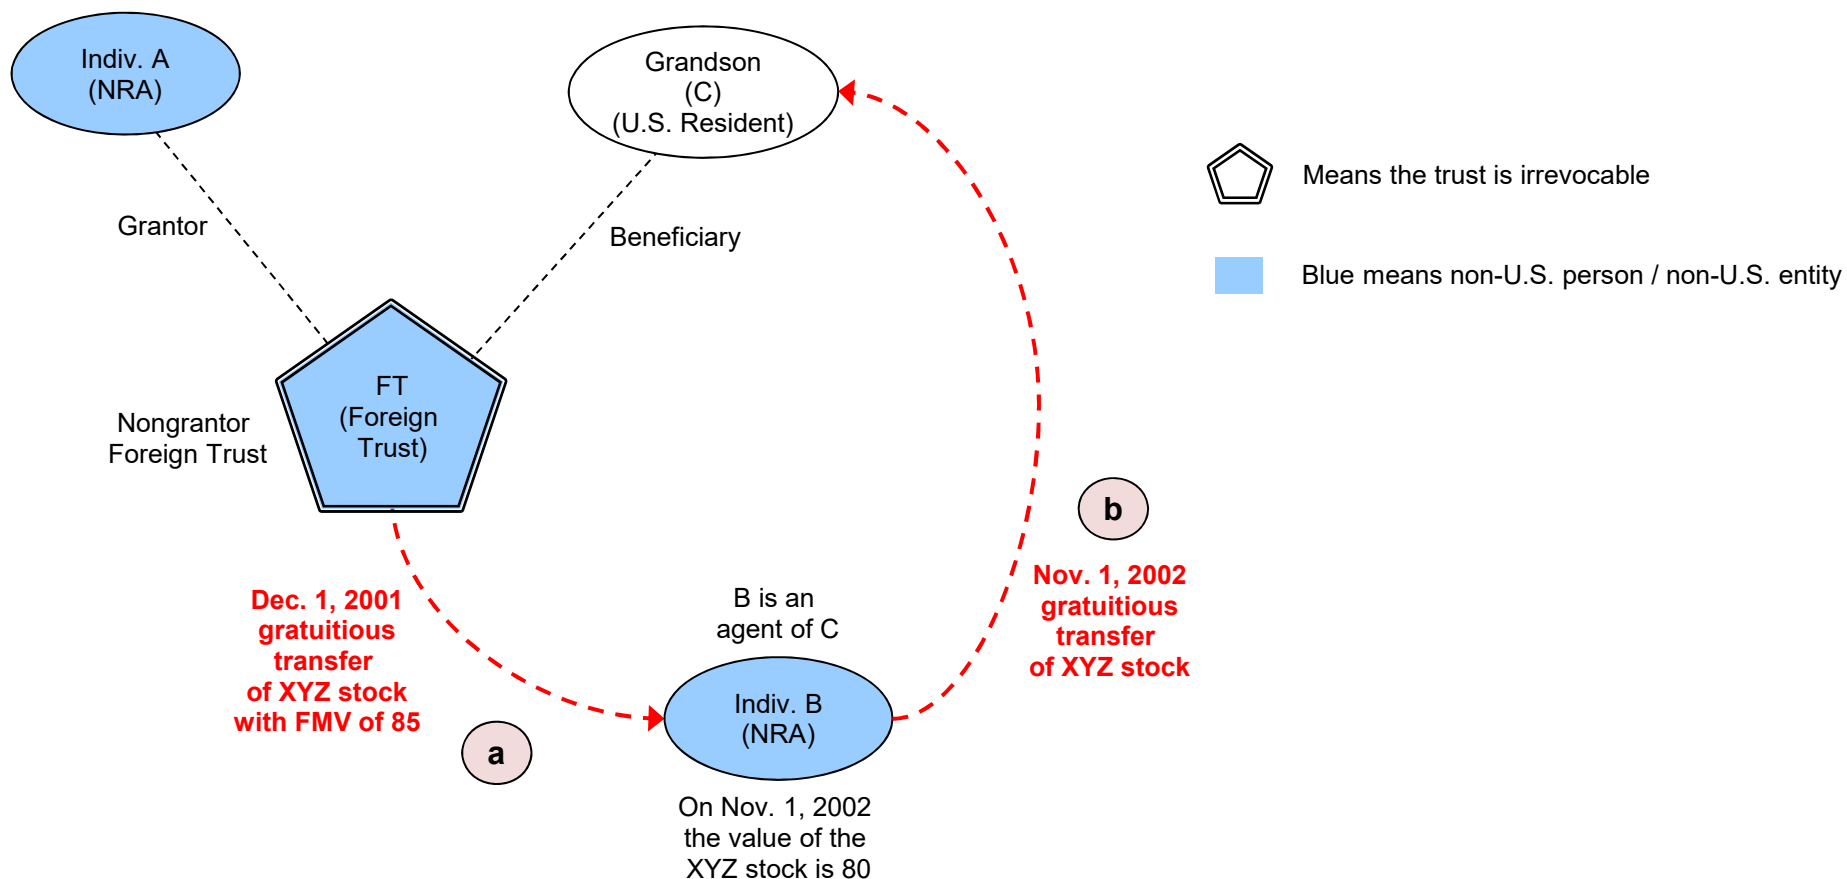 Indiv. A
(NRA)
Grandson
(C)
(U.S. Resident)
Means the trust is irrevocable
Grantor
Beneficiary
Blue means non-U.S. person / non-U.S. entity
FT
(Foreign
Trust)
Nongrantor
Foreign Trust
b
Nov. 1, 2002
gratuitious
transfer
of XYZ stock
Dec. 1, 2001
gratuitious
transfer
of XYZ stock
with FMV of 85
B is an
agent of C
a
Indiv. B
(NRA)
On Nov. 1, 2002
the value of the
XYZ stock is 80